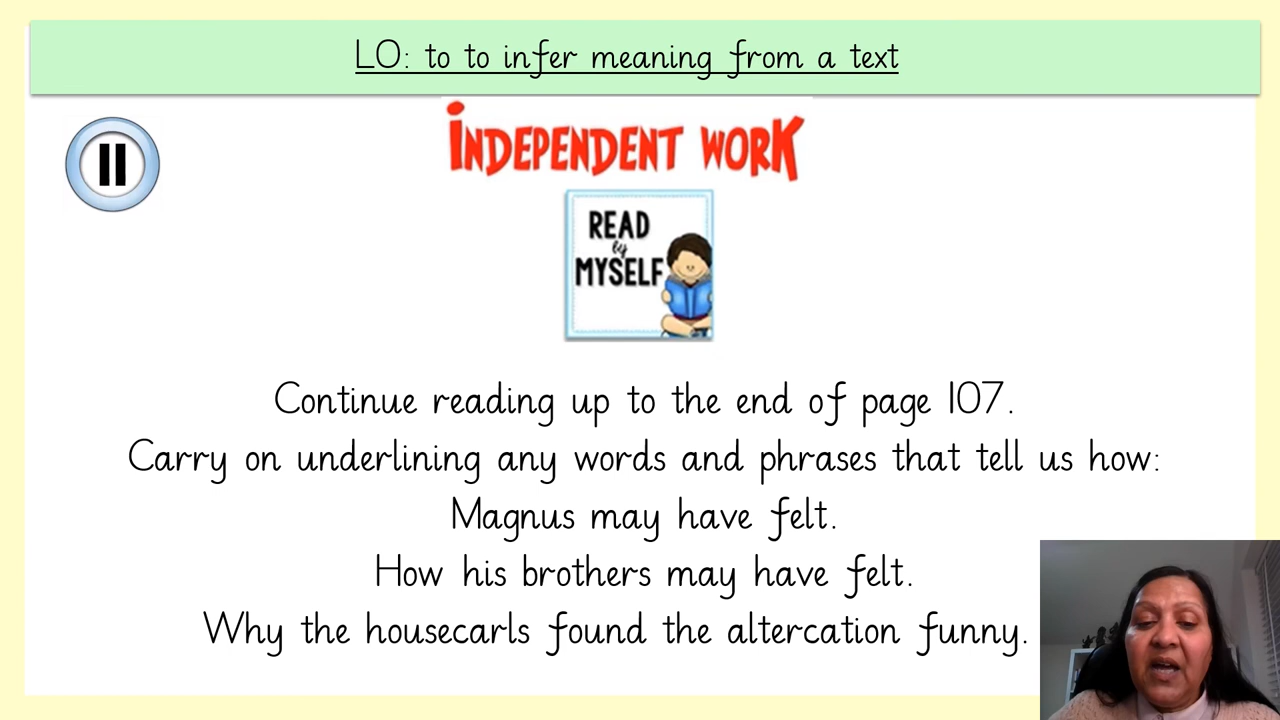 LO: to to infer meaning from a text
INDEPENDENT WORK
READ
by
MYSELF
Continue reading up to the end of page 107.
Carry on underlining any words and phrases that tell us how:
Magnus may have felt.
How his brothers may have felt.
Why the housecarls found the altercation funny.